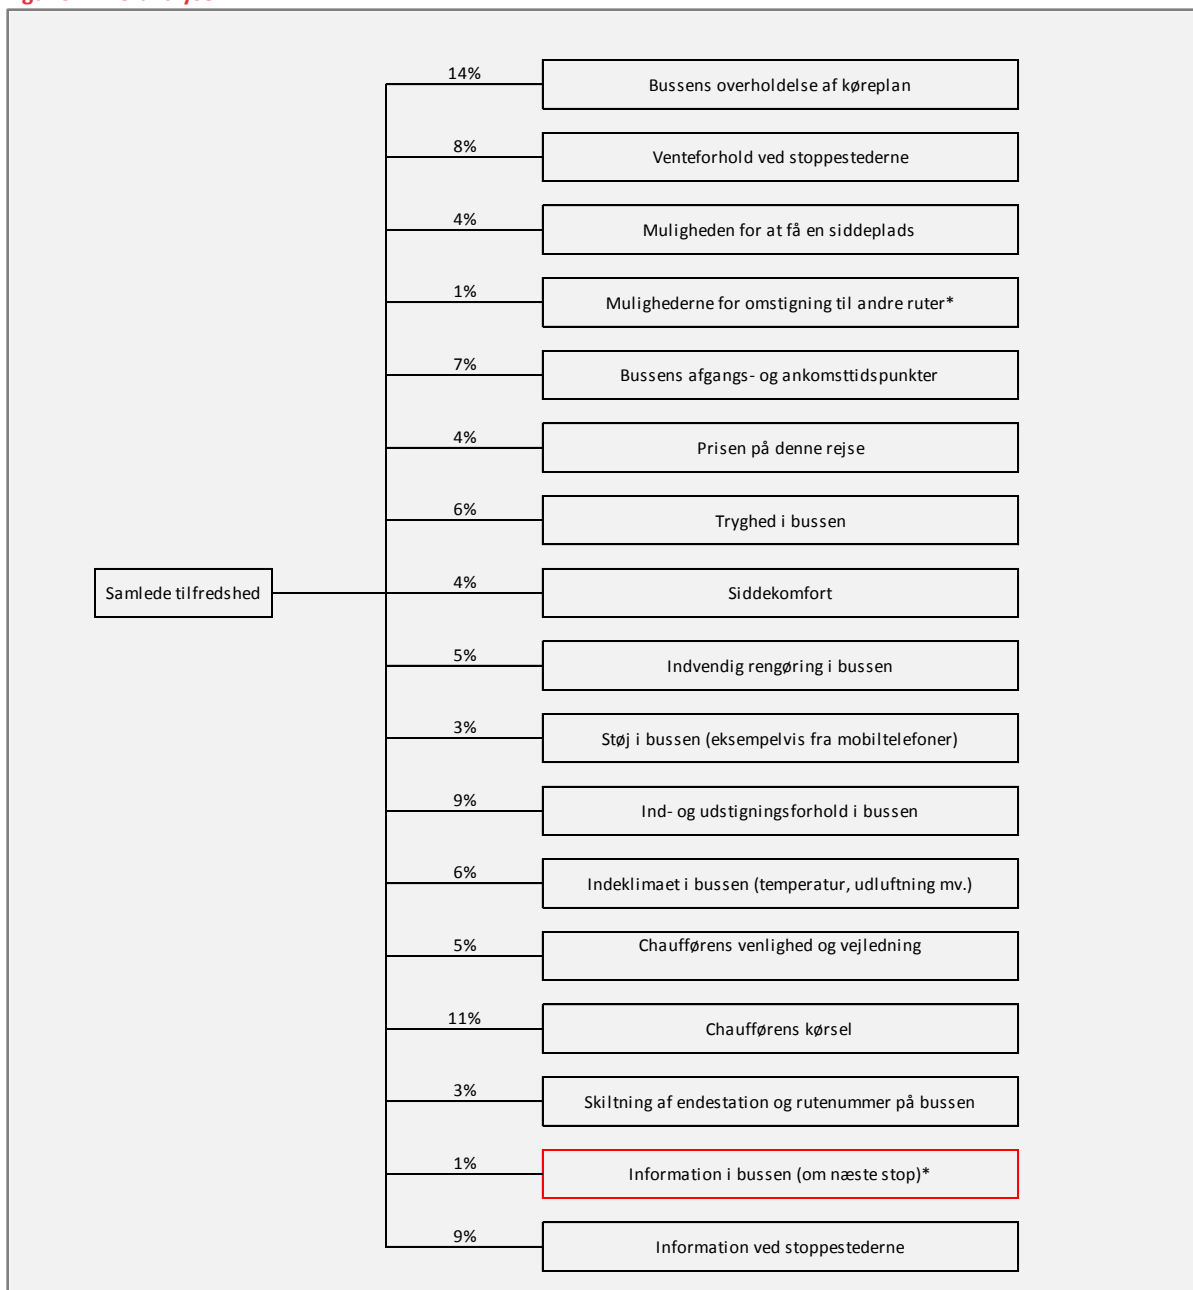 14%
Bussens overholdelse af køreplan
8%
Venteforhold ved stoppestederne
4%
Muligheden for at få en siddeplads
1%
Mulighederne for omstigning til andre ruter*
7%
Bussens afgangs- og ankomsttidspunkter
4%
Prisen på denne rejse
6%
Tryghed i bussen
Samlede tilfredshed
4%
Siddekomfort
5%
Indvendig rengøring i bussen
3%
Støj i bussen (eksempelvis fra mobiltelefoner)
9%
Ind- og udstigningsforhold i bussen
6%
Indeklimaet i bussen (temperatur, udluftning mv.)
5%
Chaufførens venlighed og vejledning
11%
Chaufførens kørsel
3%
Skiltning af endestation og rutenummer på bussen
1%
Information i bussen (om næste stop)*
9%
Information ved stoppestederne